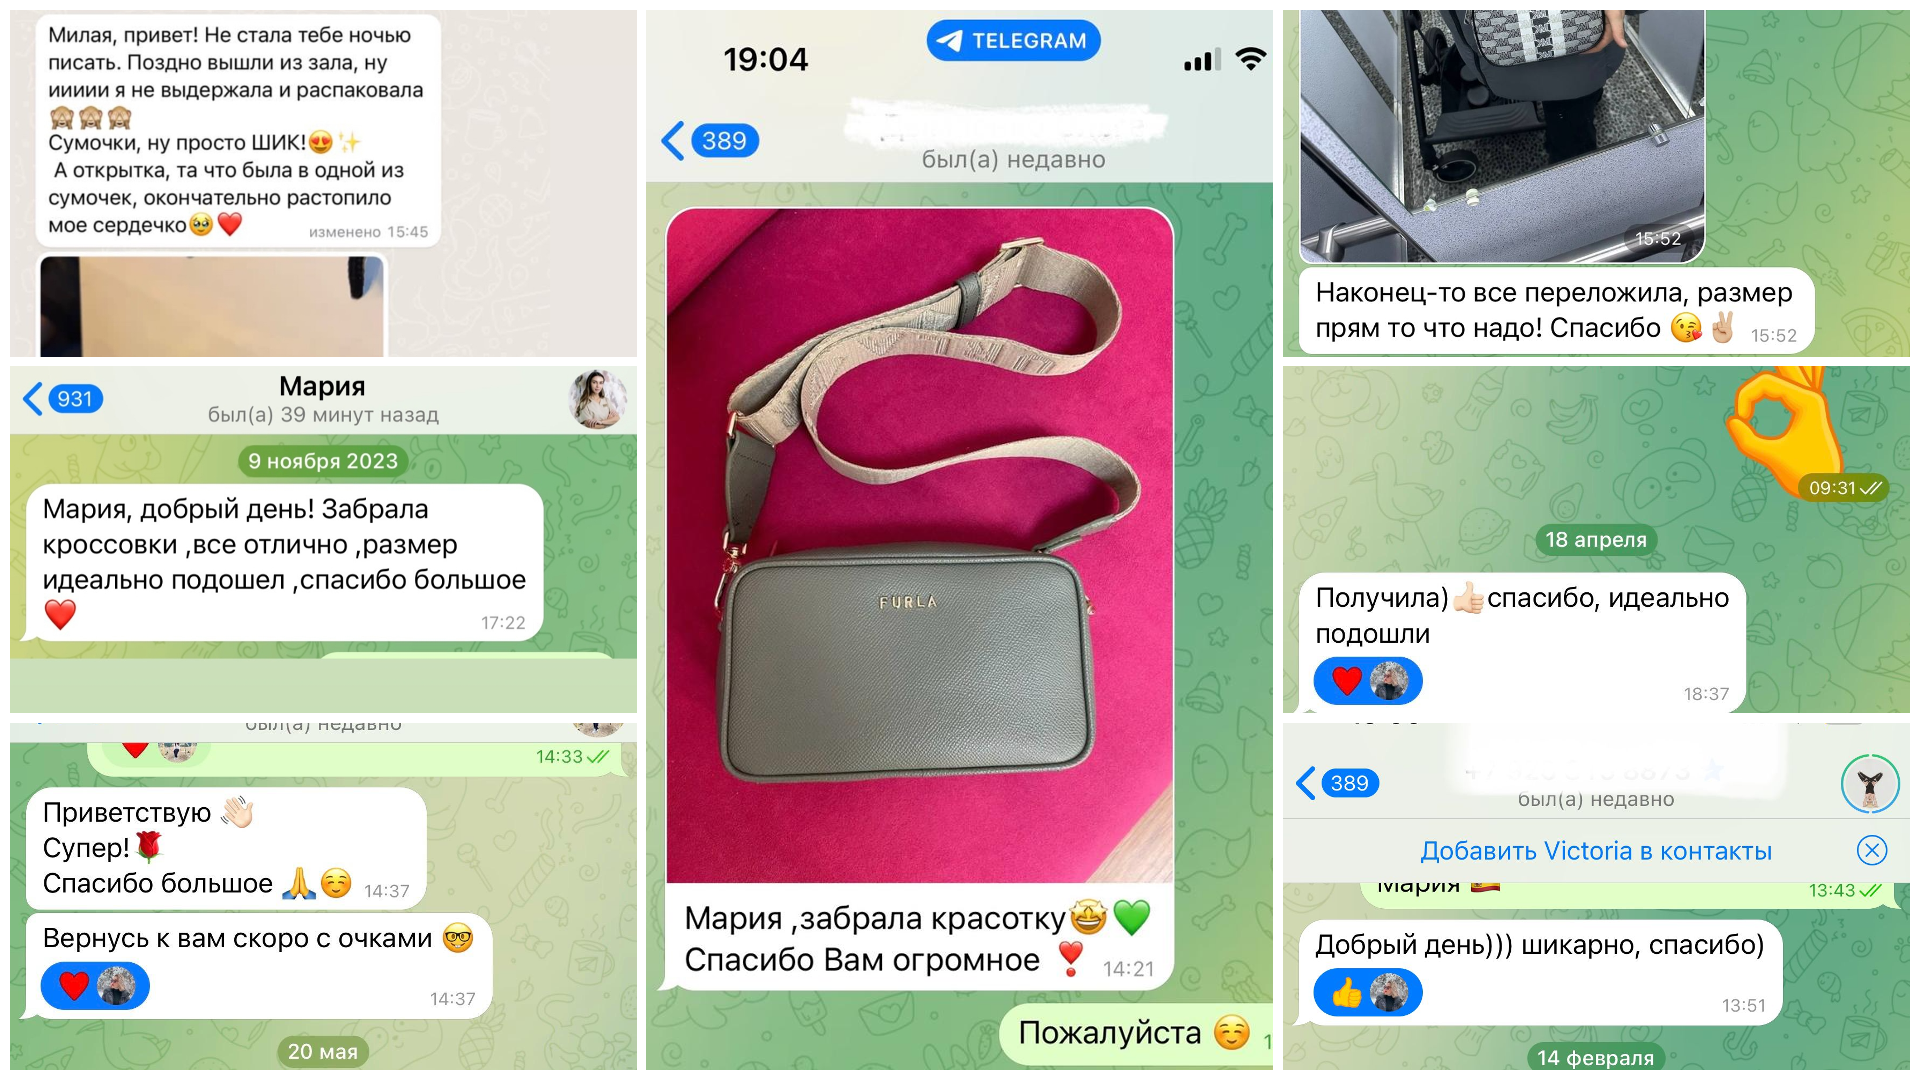 Милая, привет! Не стала тебе ночью
писать. Поздно вышли из зала, ну
иииии я не выдержала и распаковала
🙈🙈🙈
Сумочки, ну просто ШИК!😍✨
А открытка, та что была в одной из
сумочек, окончательно растопило
мое сердечко🥹❤️
изменено 15:45
931
Мария
был(а) 39 минут назад
9 ноября 2023
Мария, добрый день! Забрала
кроссовки ,все отлично ,размер
идеально подошел ,спасибо большое
❤️
17:22
был(а) недавно
14:33
Приветствую 👋🏻
Супер!🌹
Спасибо большое 🙏☺️ 14:37
Вернусь к вам скоро с очками 🤓
14:37
20 мая
19:04
TELEGRAM
389
был(а) недавно
FURLA
Мария ,забрала красотку🤩💚
Спасибо Вам огромное ❣️ 14:21
Пожалуйста ☺️
15:52
Наконец-то все переложила, размер
прям то что надо! Спасибо 😘✌🏼 15:52
09:31
18 апреля
Получила)👍🏻спасибо, идеально
подошли
18:37
389
был(а) недавно
Добавить Victoria в контакты
Мария 🇪🇸 13:43
Добрый день))) шикарно, спасибо)
13:51
14 февраля